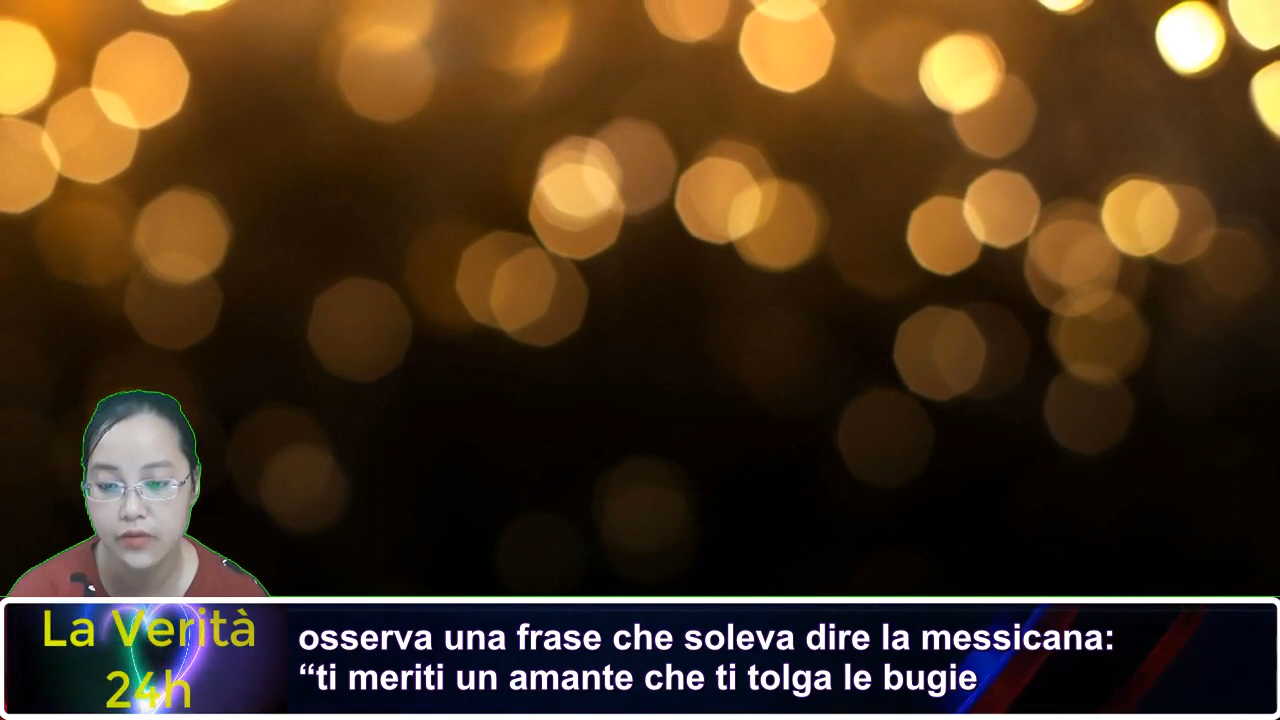 La Verità
24h
osserva una frase che soleva dire la messicana:
“ti meriti un amante che ti tolga le bugie